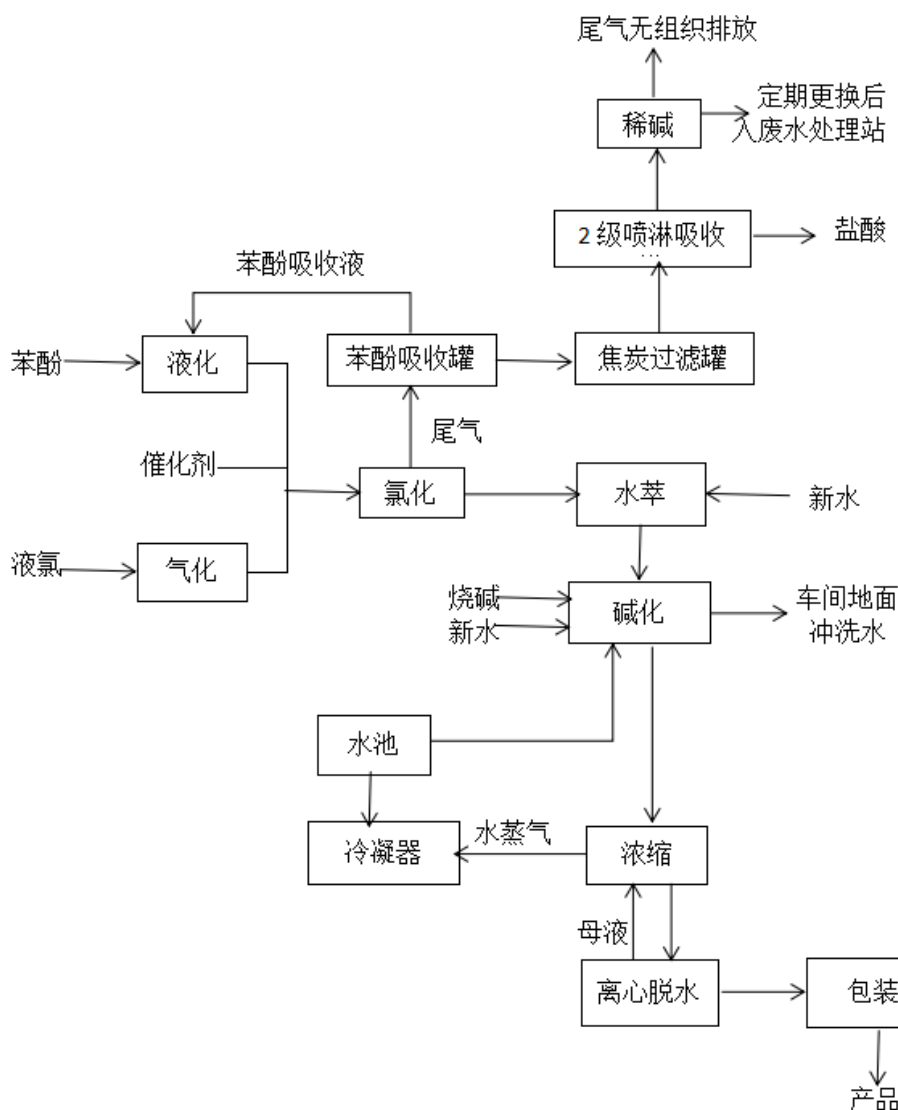 尾气无组织排放
稀碱
定期更换后
入废水处理站
2级喷淋吸收
...
盐酸
苯酚吸收液
苯酚
液化
苯酚吸收罐
焦炭过滤罐
尾气
催化剂
氯化
水萃
新水
液氯
气化
烧碱
新水
碱化
车间地面
冲洗水
水池
水蒸气
冷凝器
浓缩
母液
离心脱水
包装
产品